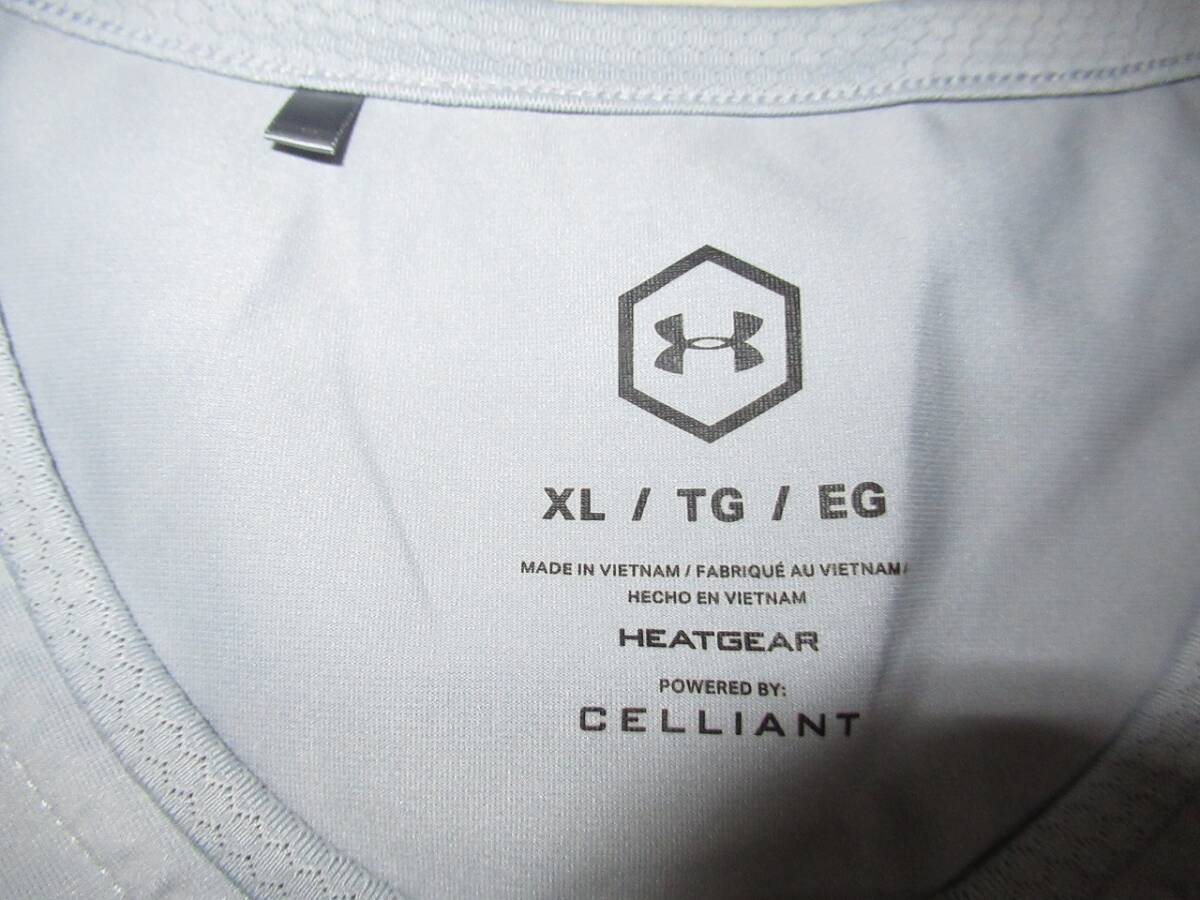 XL / TG / EG
MADE IN VIETNAM / FABRIQUÉ AU VIETNAM/
HECHO EN VIETNAM
HEATGEAR
POWERED BY:
CELLIANT